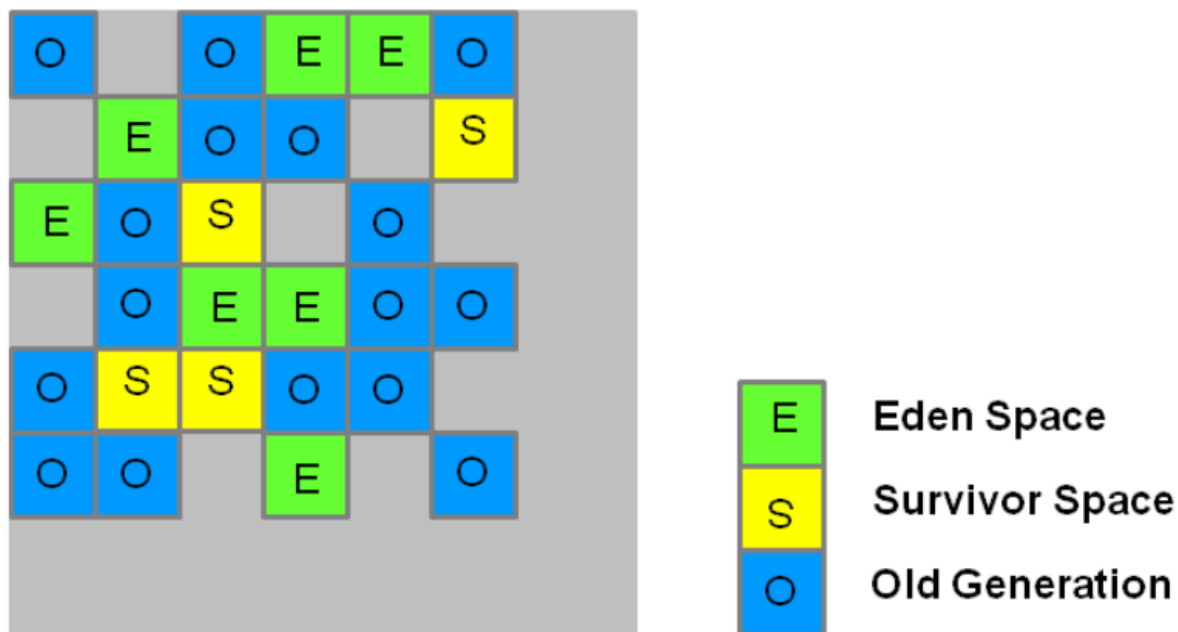 O O E E O
E O O S
E O S O
O E E O O
O S S O O
O O E O
E Eden Space
S Survivor Space
O Old Generation